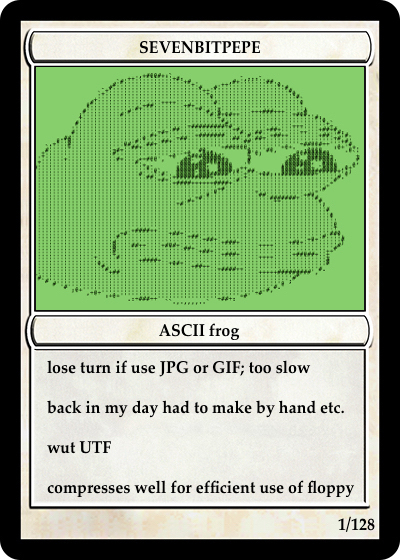 SEVENBITPEPE
ASCII frog
lose turn if use JPG or GIF; too slow
back in my day had to make by hand etc.
wut UTF
compresses well for efficient use of floppy
1/128